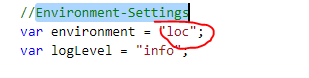 //Environment-Settings
var environment = "loc";
var logLevel = "info",